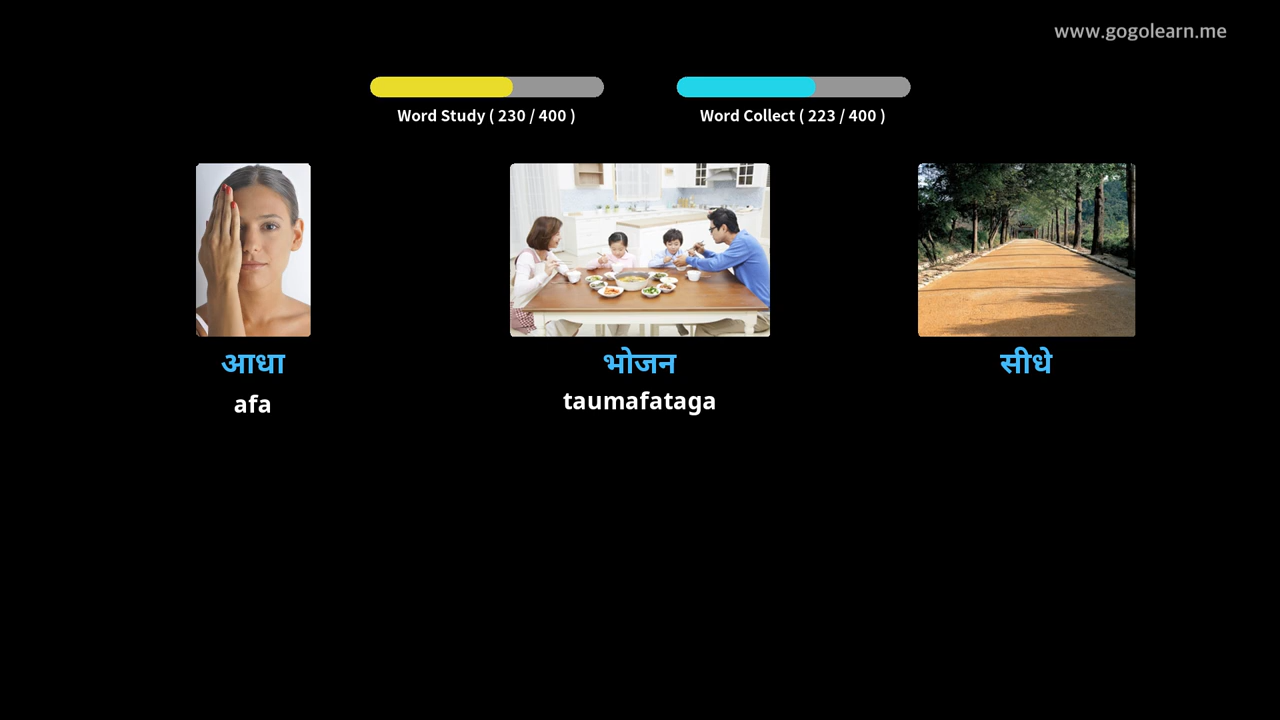 www.gogolearn.me
Word Study ( 230 / 400 )
Word Collect ( 223 / 400 )
आधा
भोजन
सीधे
afa
taumafataga